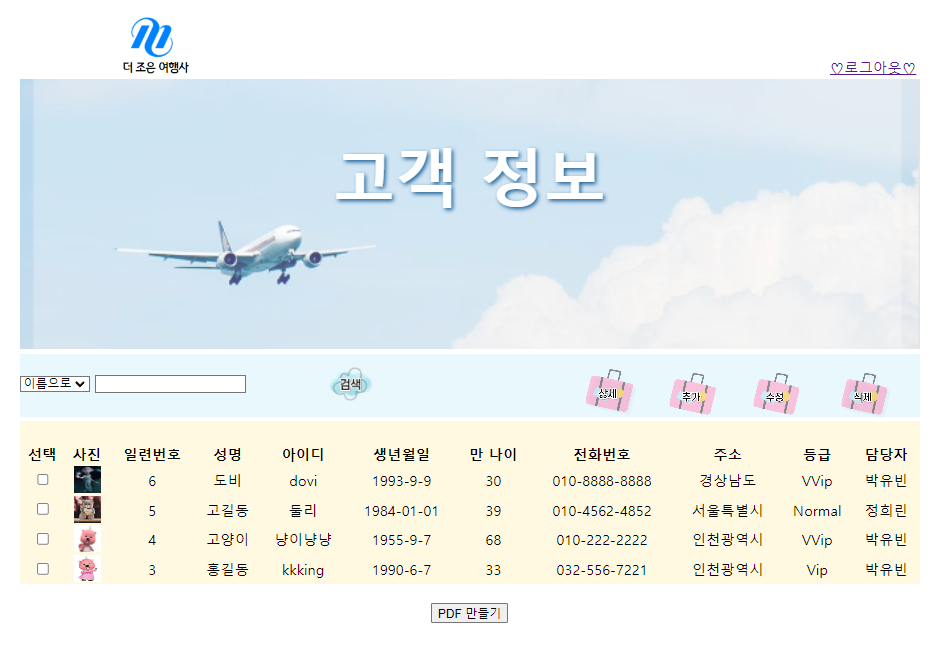 더 조은 여행사
♡로그아웃♡
고객 정보
이름으로 검색 상세 추가 수정 삭제
선택 사진 일련번호 성명 아이디 생년월일 만 나이 전화번호 주소 등급 담당자
6 도비 dovi 1993-9-9 30 010-8888-8888 경상남도 VVip 박유빈
5 고길동 둘리 1984-01-01 39 010-4562-4852 서울특별시 Normal 정희린
4 고양이 냥이냥냥 1955-9-7 68 010-222-2222 인천광역시 VVip 박유빈
3 홍길동 kkking 1990-6-7 33 032-556-7221 인천광역시 Vip 박유빈
PDF 만들기